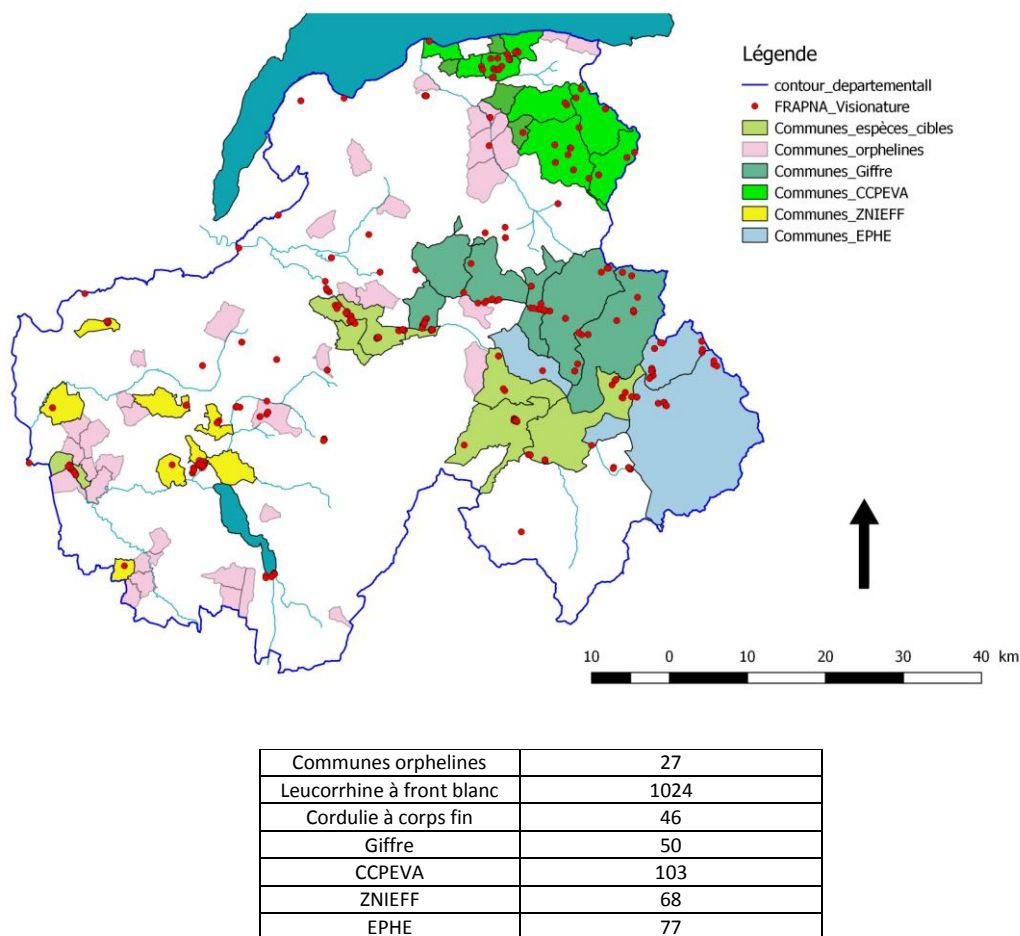 Légende
contour_departementall
FRAPNA_Visionature
Communes_espèces_cibles
Communes_orphelines
Communes_Giffre
Communes_CCPEVA
Communes_ZNIEFF
Communes_EPHE
10 0 10 20 30 40 km
Communes orphelines 27
Leucorrhine à front blanc 1024
Cordulie à corps fin 46
Giffre 50
CCPEVA 103
ZNIEFF 68
EPHE 77